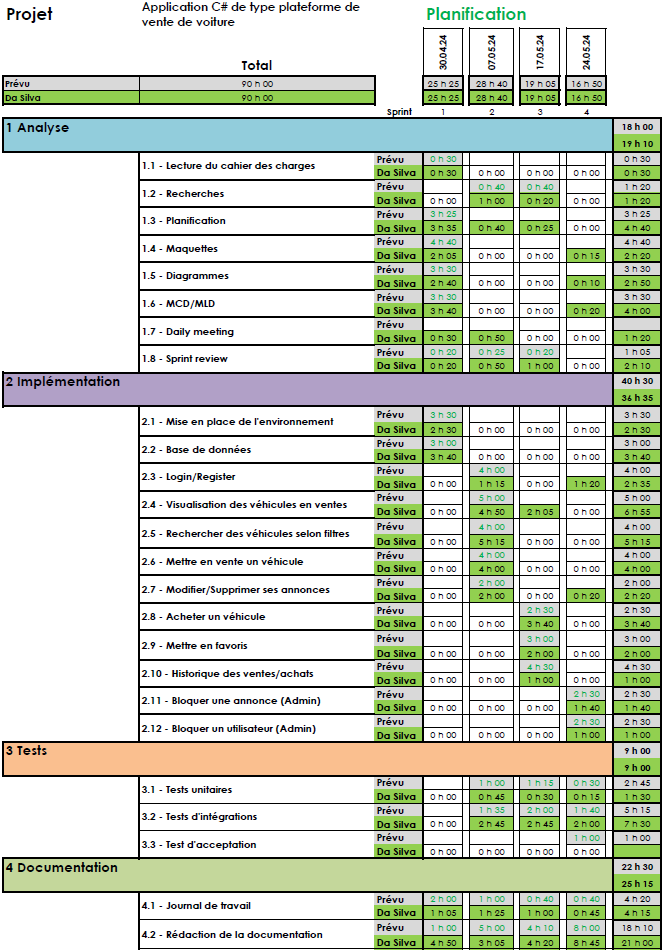 Projet
Application C# de type plateforme de
vente de voiture
Planification
30.04.24 07.05.24 17.05.24 24.05.24
Total
Prévu 90 h 00 25 h 25 28 h 40 19 h 05 16 h 50
Da Silva 90 h 00 25 h 25 28 h 40 19 h 05 16 h 50
Sprint 1 2 3 4
1 Analyse 18 h 00
19 h 10
1.1 - Lecture du cahier des charges Prévu 0 h 30 0 h 30
Da Silva 0 h 30 0 h 00 0 h 00 0 h 00 0 h 30
1.2 - Recherches Prévu 0 h 40 0 h 40 1 h 20
Da Silva 0 h 00 1 h 00 0 h 20 0 h 00 1 h 20
1.3 - Planification Prévu 3 h 25 3 h 25
Da Silva 3 h 35 0 h 40 0 h 25 0 h 00 4 h 40
1.4 - Maquettes Prévu 4 h 40 4 h 40
Da Silva 2 h 05 0 h 00 0 h 00 0 h 15 2 h 20
1.5 - Diagrammes Prévu 3 h 30 3 h 30
Da Silva 2 h 40 0 h 00 0 h 00 0 h 10 2 h 50
1.6 - MCD/MLD Prévu 3 h 30 3 h 30
Da Silva 3 h 40 0 h 00 0 h 00 0 h 20 4 h 00
1.7 - Daily meeting Prévu
Da Silva 0 h 30 0 h 50 0 h 00 0 h 00 1 h 20
1.8 - Sprint review Prévu 0 h 20 0 h 25 0 h 20 1 h 05
Da Silva 0 h 20 0 h 50 1 h 00 0 h 00 2 h 10
2 Implémentation 40 h 30
36 h 35
2.1 - Mise en place de l'environnement Prévu 3 h 30 3 h 30
Da Silva 2 h 30 0 h 00 0 h 00 0 h 00 2 h 30
2.2 - Base de données Prévu 3 h 00 3 h 00
Da Silva 3 h 40 0 h 00 0 h 00 0 h 00 3 h 40
2.3 - Login/Register Prévu 4 h 00 4 h 00
Da Silva 0 h 00 1 h 15 0 h 00 1 h 20 2 h 35
2.4 - Visualisation des véhicules en ventes Prévu 5 h 00 5 h 00
Da Silva 0 h 00 4 h 50 2 h 05 0 h 00 6 h 55
2.5 - Rechercher des véhicules selon filtres Prévu 4 h 00 4 h 00
Da Silva 0 h 00 5 h 15 0 h 00 0 h 00 5 h 15
2.6 - Mettre en vente un véhicule Prévu 4 h 00 4 h 00
Da Silva 0 h 00 4 h 00 0 h 00 0 h 00 4 h 00
2.7 - Modifier/Supprimer ses annonces Prévu 2 h 00 2 h 00
Da Silva 0 h 00 2 h 00 0 h 00 0 h 20 2 h 20
2.8 - Acheter un véhicule Prévu 2 h 30 2 h 30
Da Silva 0 h 00 0 h 00 3 h 40 0 h 00 3 h 40
2.9 - Mettre en favoris Prévu 3 h 00 3 h 00
Da Silva 0 h 00 0 h 00 2 h 00 0 h 00 2 h 00
2.10 - Historique des ventes/achats Prévu 4 h 30 4 h 30
Da Silva 0 h 00 0 h 00 1 h 00 0 h 00 1 h 00
2.11 - Bloquer une annonce (Admin) Prévu 2 h 30 2 h 30
Da Silva 0 h 00 0 h 00 0 h 00 1 h 40 1 h 40
2.12 - Bloquer un utilisateur (Admin) Prévu 2 h 30 2 h 30
Da Silva 0 h 00 0 h 00 0 h 00 1 h 00 1 h 00
3 Tests 9 h 00
9 h 00
3.1 - Tests unitaires Prévu 1 h 00 1 h 15 0 h 30 2 h 45
Da Silva 0 h 00 0 h 45 0 h 30 0 h 15 1 h 30
3.2 - Tests d'intégrations Prévu 1 h 35 2 h 00 1 h 40 5 h 15
Da Silva 0 h 00 2 h 45 2 h 45 2 h 00 7 h 30
3.3 - Test d'acceptation Prévu 1 h 00 1 h 00
Da Silva 0 h 00 0 h 00 0 h 00 0 h 00
4 Documentation 22 h 30
25 h 15
4.1 - Journal de travail Prévu 2 h 00 1 h 00 0 h 40 0 h 40 4 h 20
Da Silva 1 h 05 1 h 25 1 h 00 0 h 45 4 h 15
4.2 - Rédaction de la documentation Prévu 1 h 00 5 h 00 4 h 10 8 h 00 18 h 10
Da Silva 4 h 50 3 h 05 4 h 20 8 h 45 21 h 00